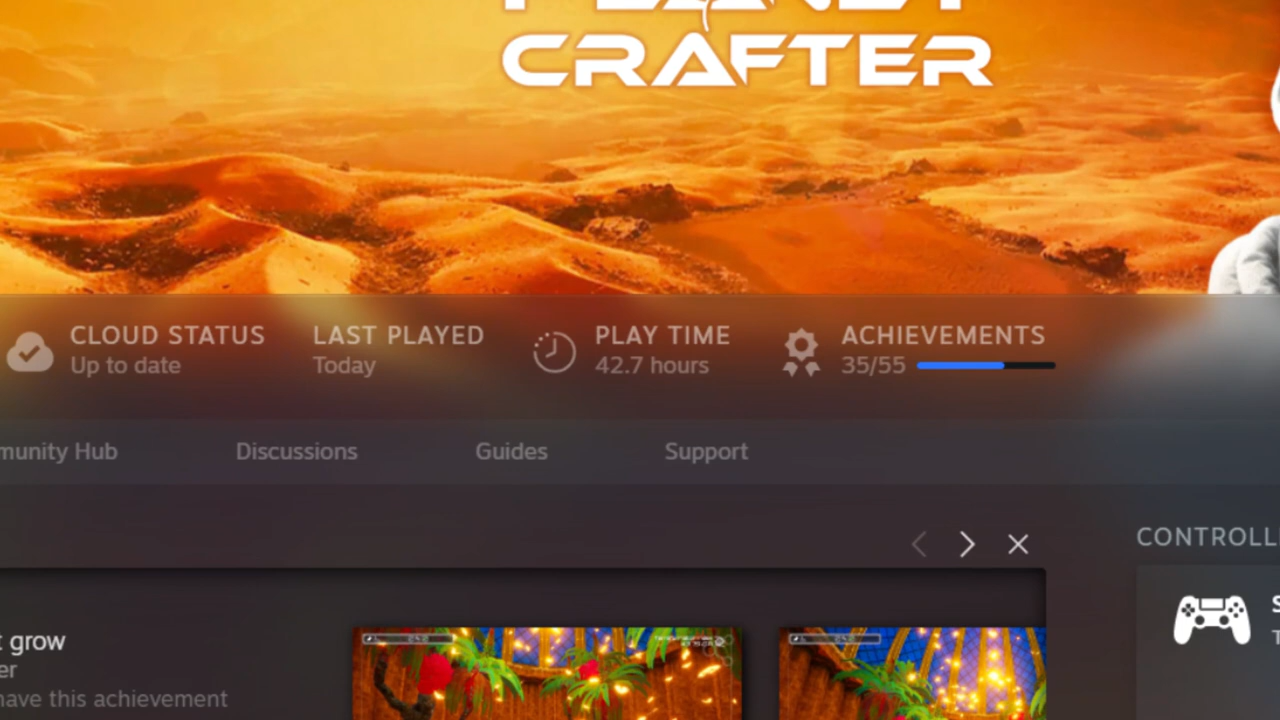 CRAFTER
CLOUD STATUS
Up to date
LAST PLAYED
Today
PLAY TIME
42.7 hours
ACHIEVEMENTS
35/55
munity Hub
Discussions
Guides
Support
CONTROLL
grow
er
have this achievement